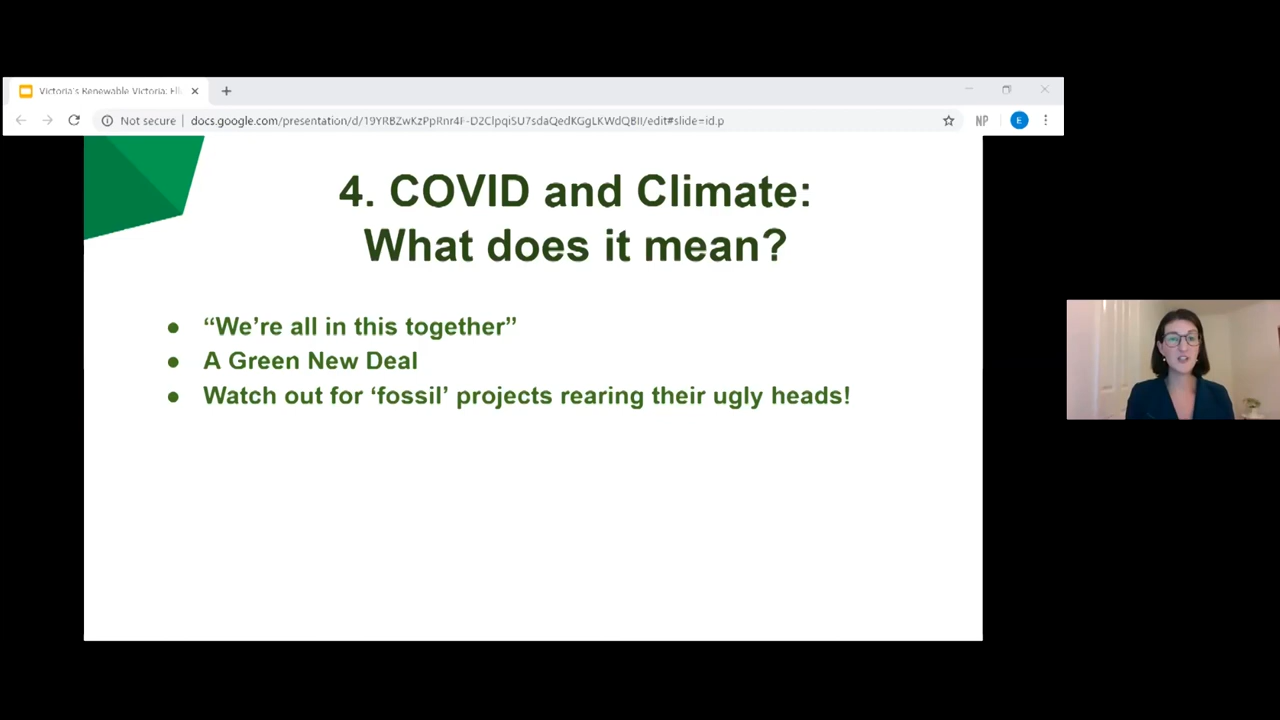 Victoria's Renewable Victoria: Elle
Not secure
docs.google.com/presentation/d/19YRBZwKzPpRnr4F-D2ClpqiSU7sdaQedKGgLKWdQBII/edit#slide=id.p
NP
E
4. COVID and Climate:
What does it mean?
● “We’re all in this together”
● A Green New Deal
● Watch out for ‘fossil’ projects rearing their ugly heads!